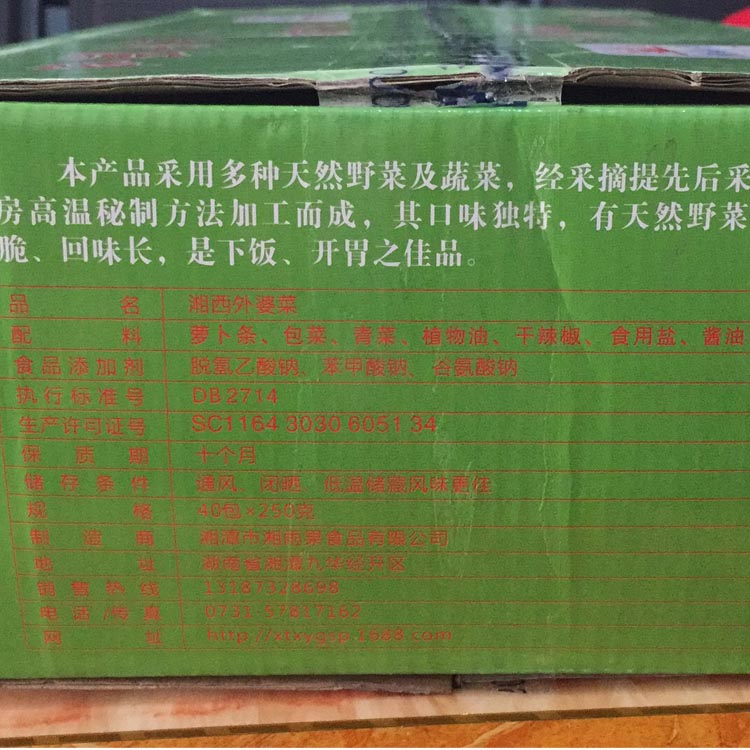 本产品采用多种天然野菜及蔬菜，经采摘提先后采
房高温秘制方法加工而成，其口味独特，有天然野菜
脆、回味长，是下饭、开胃之佳品。
品名 湘西外婆菜
配料 萝卜条、包菜、青菜、植物油、干辣椒、食用盐、酱油
食品添加剂 脱氢乙酸钠、苯甲酸钠、谷氨酸钠
执行标准号 DB 2714
生产许可证号 SC1164 3030 6051 34
保质期 十个月
储存条件 通风、闭晒、低温储藏风味更佳
规格 40包×250克
制造商 湘潭市湘雨荣食品有限公司
地址 湖南省湘潭九华经开区
销售热线 13187328698
电话/传真 0731-57817162
网址 http://xtxygsp.1688.com